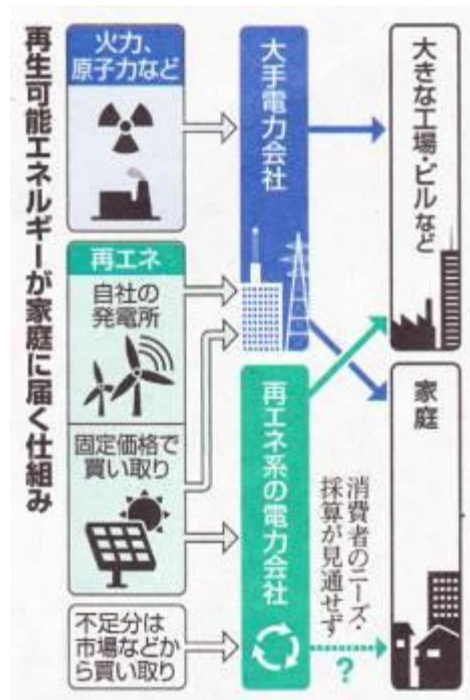 再生可能エネルギーが家庭に届く仕組み
火力、
原子力など
再エネ
自社の
発電所
固定価格で
買い取り
不足分は
市場などか
ら買い取り
大手電力会社
再エネ系の電力会社
大きな工場・ビルなど
家庭
消費者のニーズ・
採算が見通せず
?